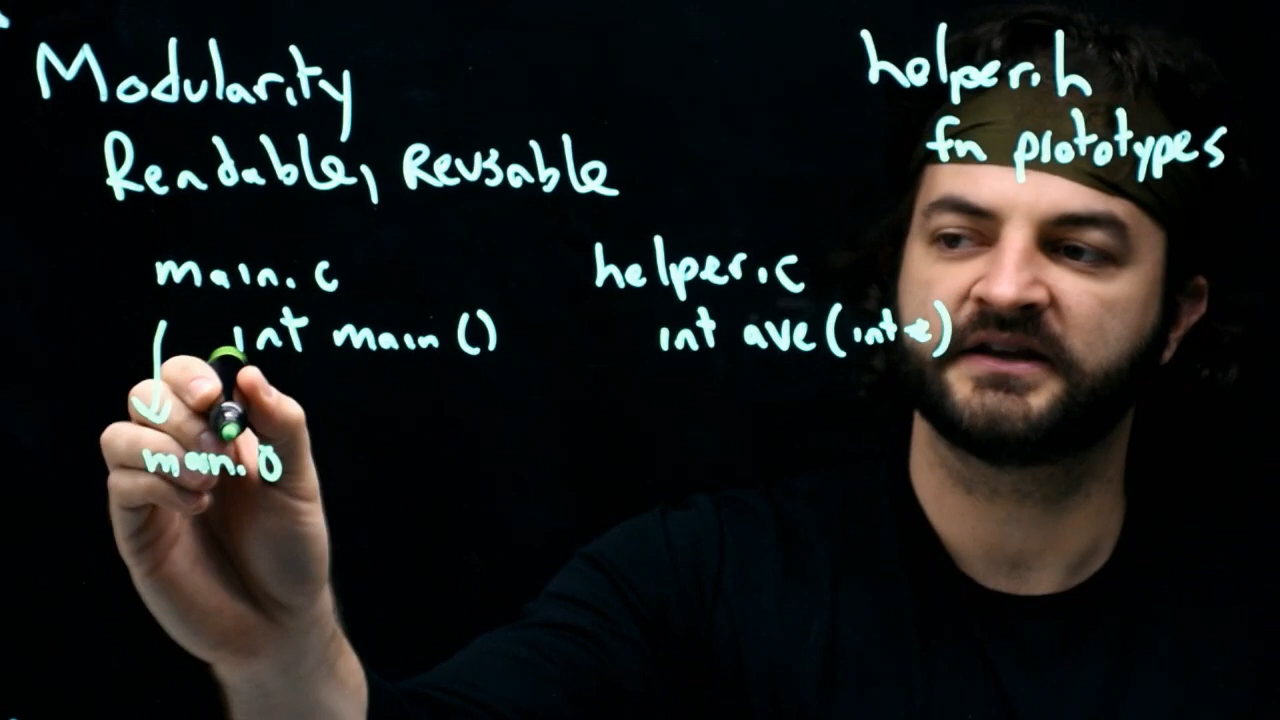 Modularity
Readable, Reusable
helper.h
fn prototypes
main.c
int main()
helper.c
int ave(int*)
main.o